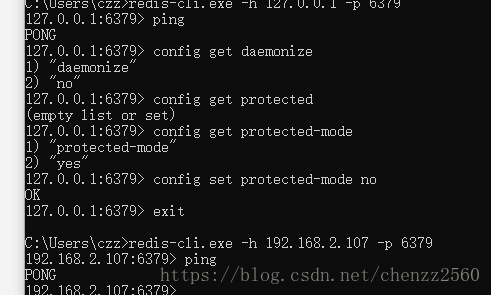 C:\Users\czz>redis-cli.exe -h 127.0.0.1 -p 6379
127.0.0.1:6379> ping
PONG
127.0.0.1:6379> config get daemonize
1) "daemonize"
2) "no"
127.0.0.1:6379> config get protected
(empty list or set)
127.0.0.1:6379> config get protected-mode
1) "protected-mode"
2) "yes"
127.0.0.1:6379> config set protected-mode no
OK
127.0.0.1:6379> exit
C:\Users\czz>redis-cli.exe -h 192.168.2.107 -p 6379
192.168.2.107:6379> ping
PONG
https://blog.csdn.net/chenzz2560
192.168.2.107:6379>